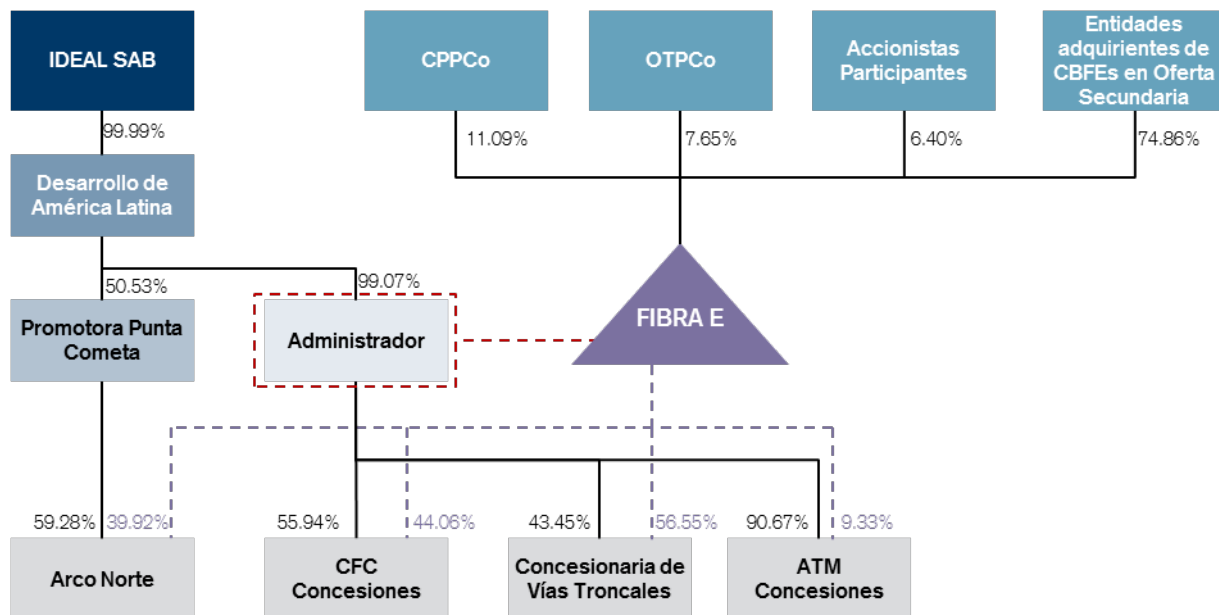 IDEAL SAB
CPPCo
OTPCo
Accionistas
Participantes
Entidades
adquirientes de
CBFEs en Oferta
Secundaria
99.99%
11.09%
7.65%
6.40%
74.86%
Desarrollo de
América Latina
50.53%
99.07%
Promotora Punta
Cometa
Administrador
FIBRA E
59.28%
39.92%
55.94%
44.06%
43.45%
56.55%
90.67%
9.33%
Arco Norte
CFC
Concesiones
Concesionaria de
Vías Troncales
ATM
Concesiones